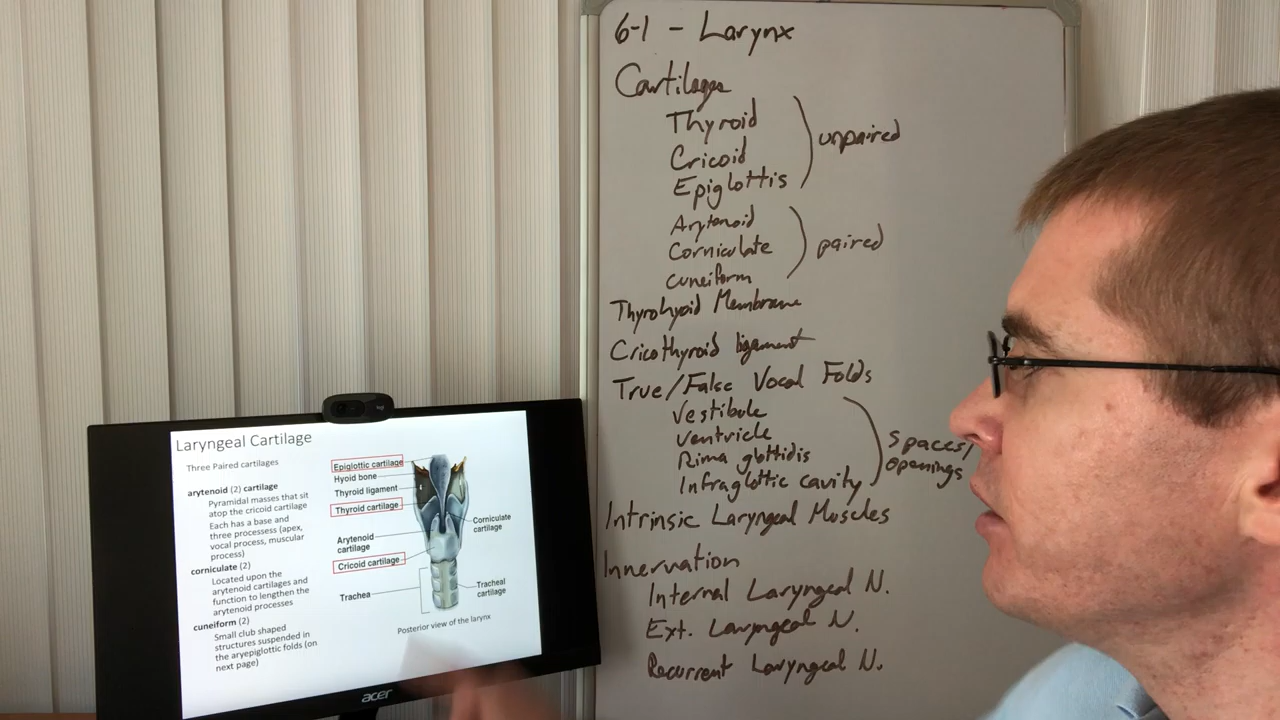 6-1 - Larynx
Cartilages
Thyroid
Cricoid
Epiglottis
unpaired
Arytenoid
Corniculate
cuneiform
paired
Thyrohyoid Membrane
Cricothyroid ligament
True/False Vocal Folds
Vestibule
Ventricle
Rima glottidis
Infraglottic cavity
spaces/
openings
Intrinsic Laryngeal Muscles
Innervation
Internal Laryngeal N.
Ext. Laryngeal N.
Recurrent Laryngeal N.
Laryngeal Cartilage
Three Paired cartilages
arytenoid (2) cartilage
Pyramidal masses that sit
atop the cricoid cartilage
Each has a base and
three processess (apex,
vocal process, muscular
process)
corniculate (2)
Located upon the
arytenoid cartilages and
function to lengthen the
arytenoid processes
cuneiform (2)
Small club shaped
structures suspended in
the aryepiglottic folds (on
next page)
Epiglottic cartilage
Hyoid bone
Thyroid ligament
Thyroid cartilage
Arytenoid
cartilage
Cricoid cartilage
Trachea
Corniculate
cartilage
Tracheal
cartilage
Posterior view of the larynx
acer